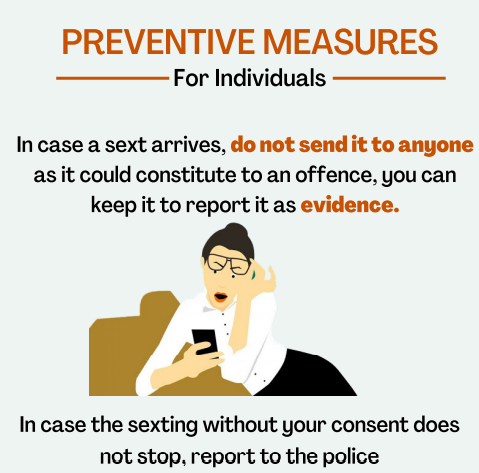 PREVENTIVE MEASURES
For Individuals
In case a sext arrives, do not send it to anyone
as it could constitute to an offence, you can
keep it to report it as evidence.
In case the sexting without your consent does
not stop, report to the police